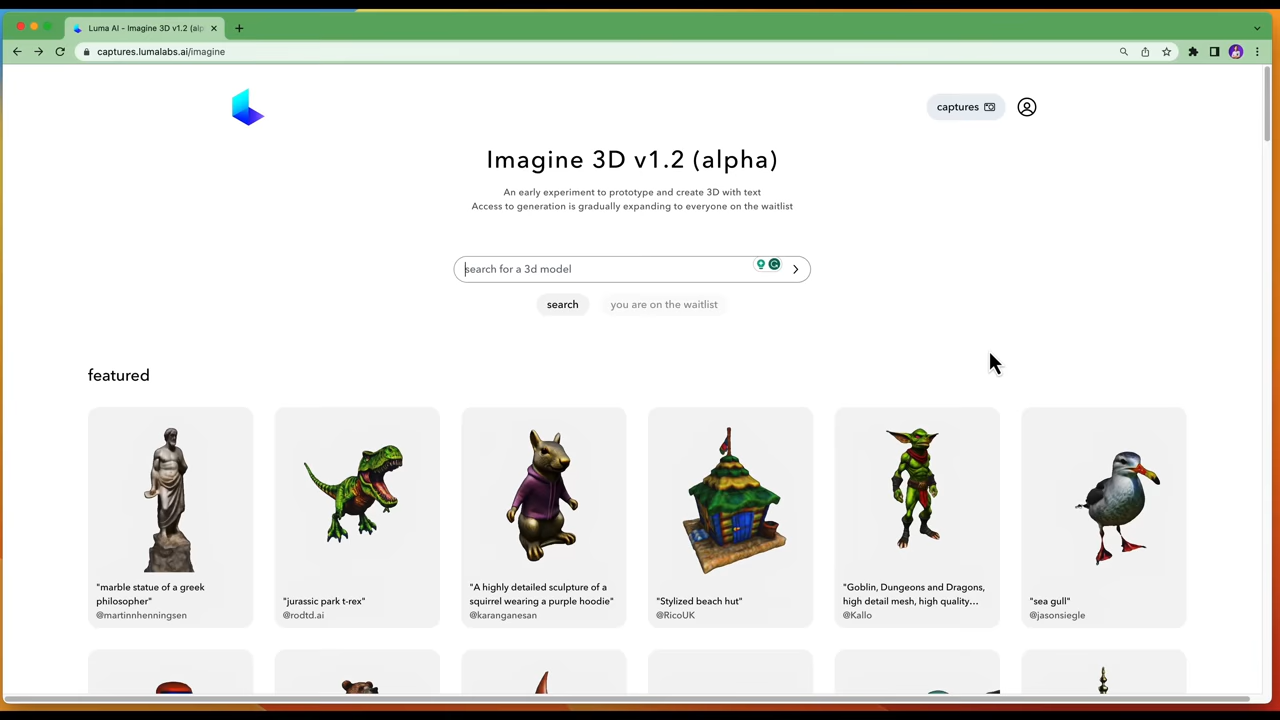 Luma AI - Imagine 3D v1.2 (alp
captures.lumalabs.ai/imagine
captures
Imagine 3D v1.2 (alpha)
An early experiment to prototype and create 3D with text
Access to generation is gradually expanding to everyone on the waitlist
search for a 3d model
search
you are on the waitlist
featured
"marble statue of a greek
philosopher"
@martinhenningsen
"jurassic park t-rex"
@rodtd.ai
"A highly detailed sculpture of a
squirrel wearing a purple hoodie"
@karanganesan
"Stylized beach hut"
@RicoUK
"Goblin, Dungeons and Dragons,
high detail mesh, high quality…
@Kallo
"sea gull"
@jasonsiegle